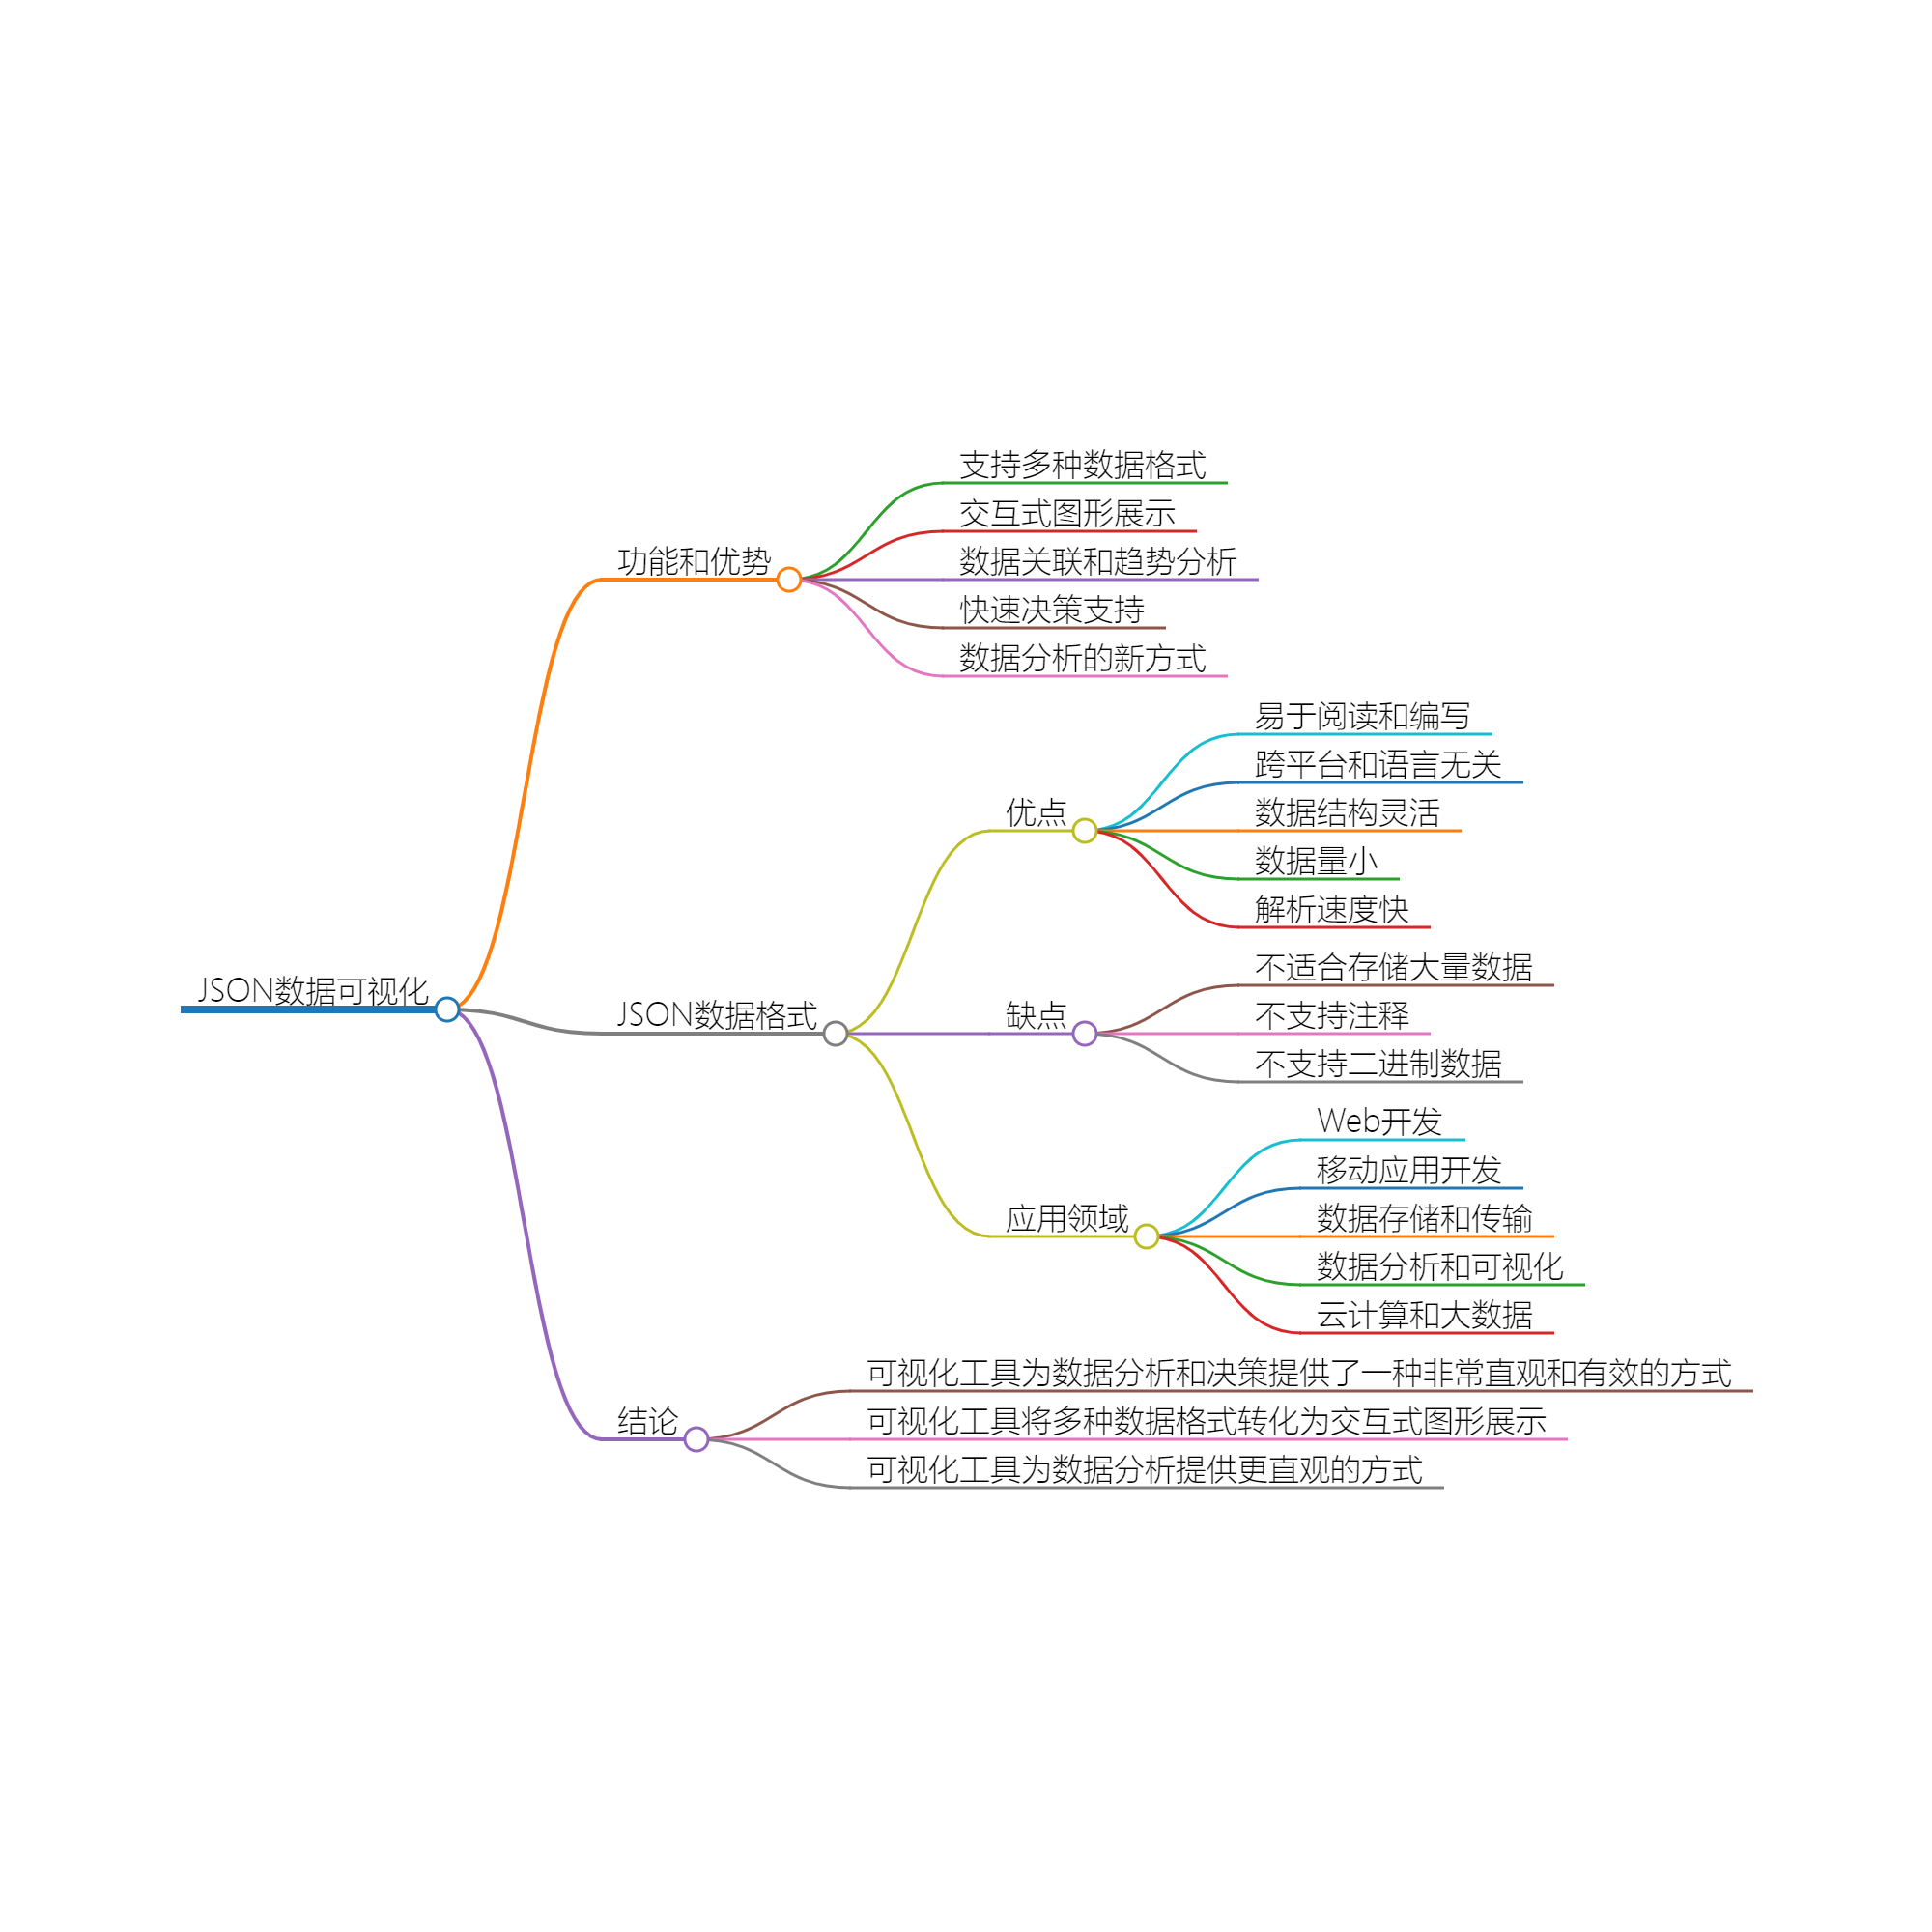 JSON数据可视化
功能和优势
支持多种数据格式
交互式图形展示
数据关联和趋势分析
快速决策支持
数据分析的新方式
JSON数据格式
优点
易于阅读和编写
跨平台和语言无关
数据结构灵活
数据量小
解析速度快
缺点
不适合存储大量数据
不支持注释
不支持二进制数据
应用领域
Web开发
移动应用开发
数据存储和传输
数据分析和可视化
云计算和大数据
结论
可视化工具为数据分析和决策提供了一种非常直观和有效的方式
可视化工具将多种数据格式转化为交互式图形展示
可视化工具为数据分析提供更直观的方式